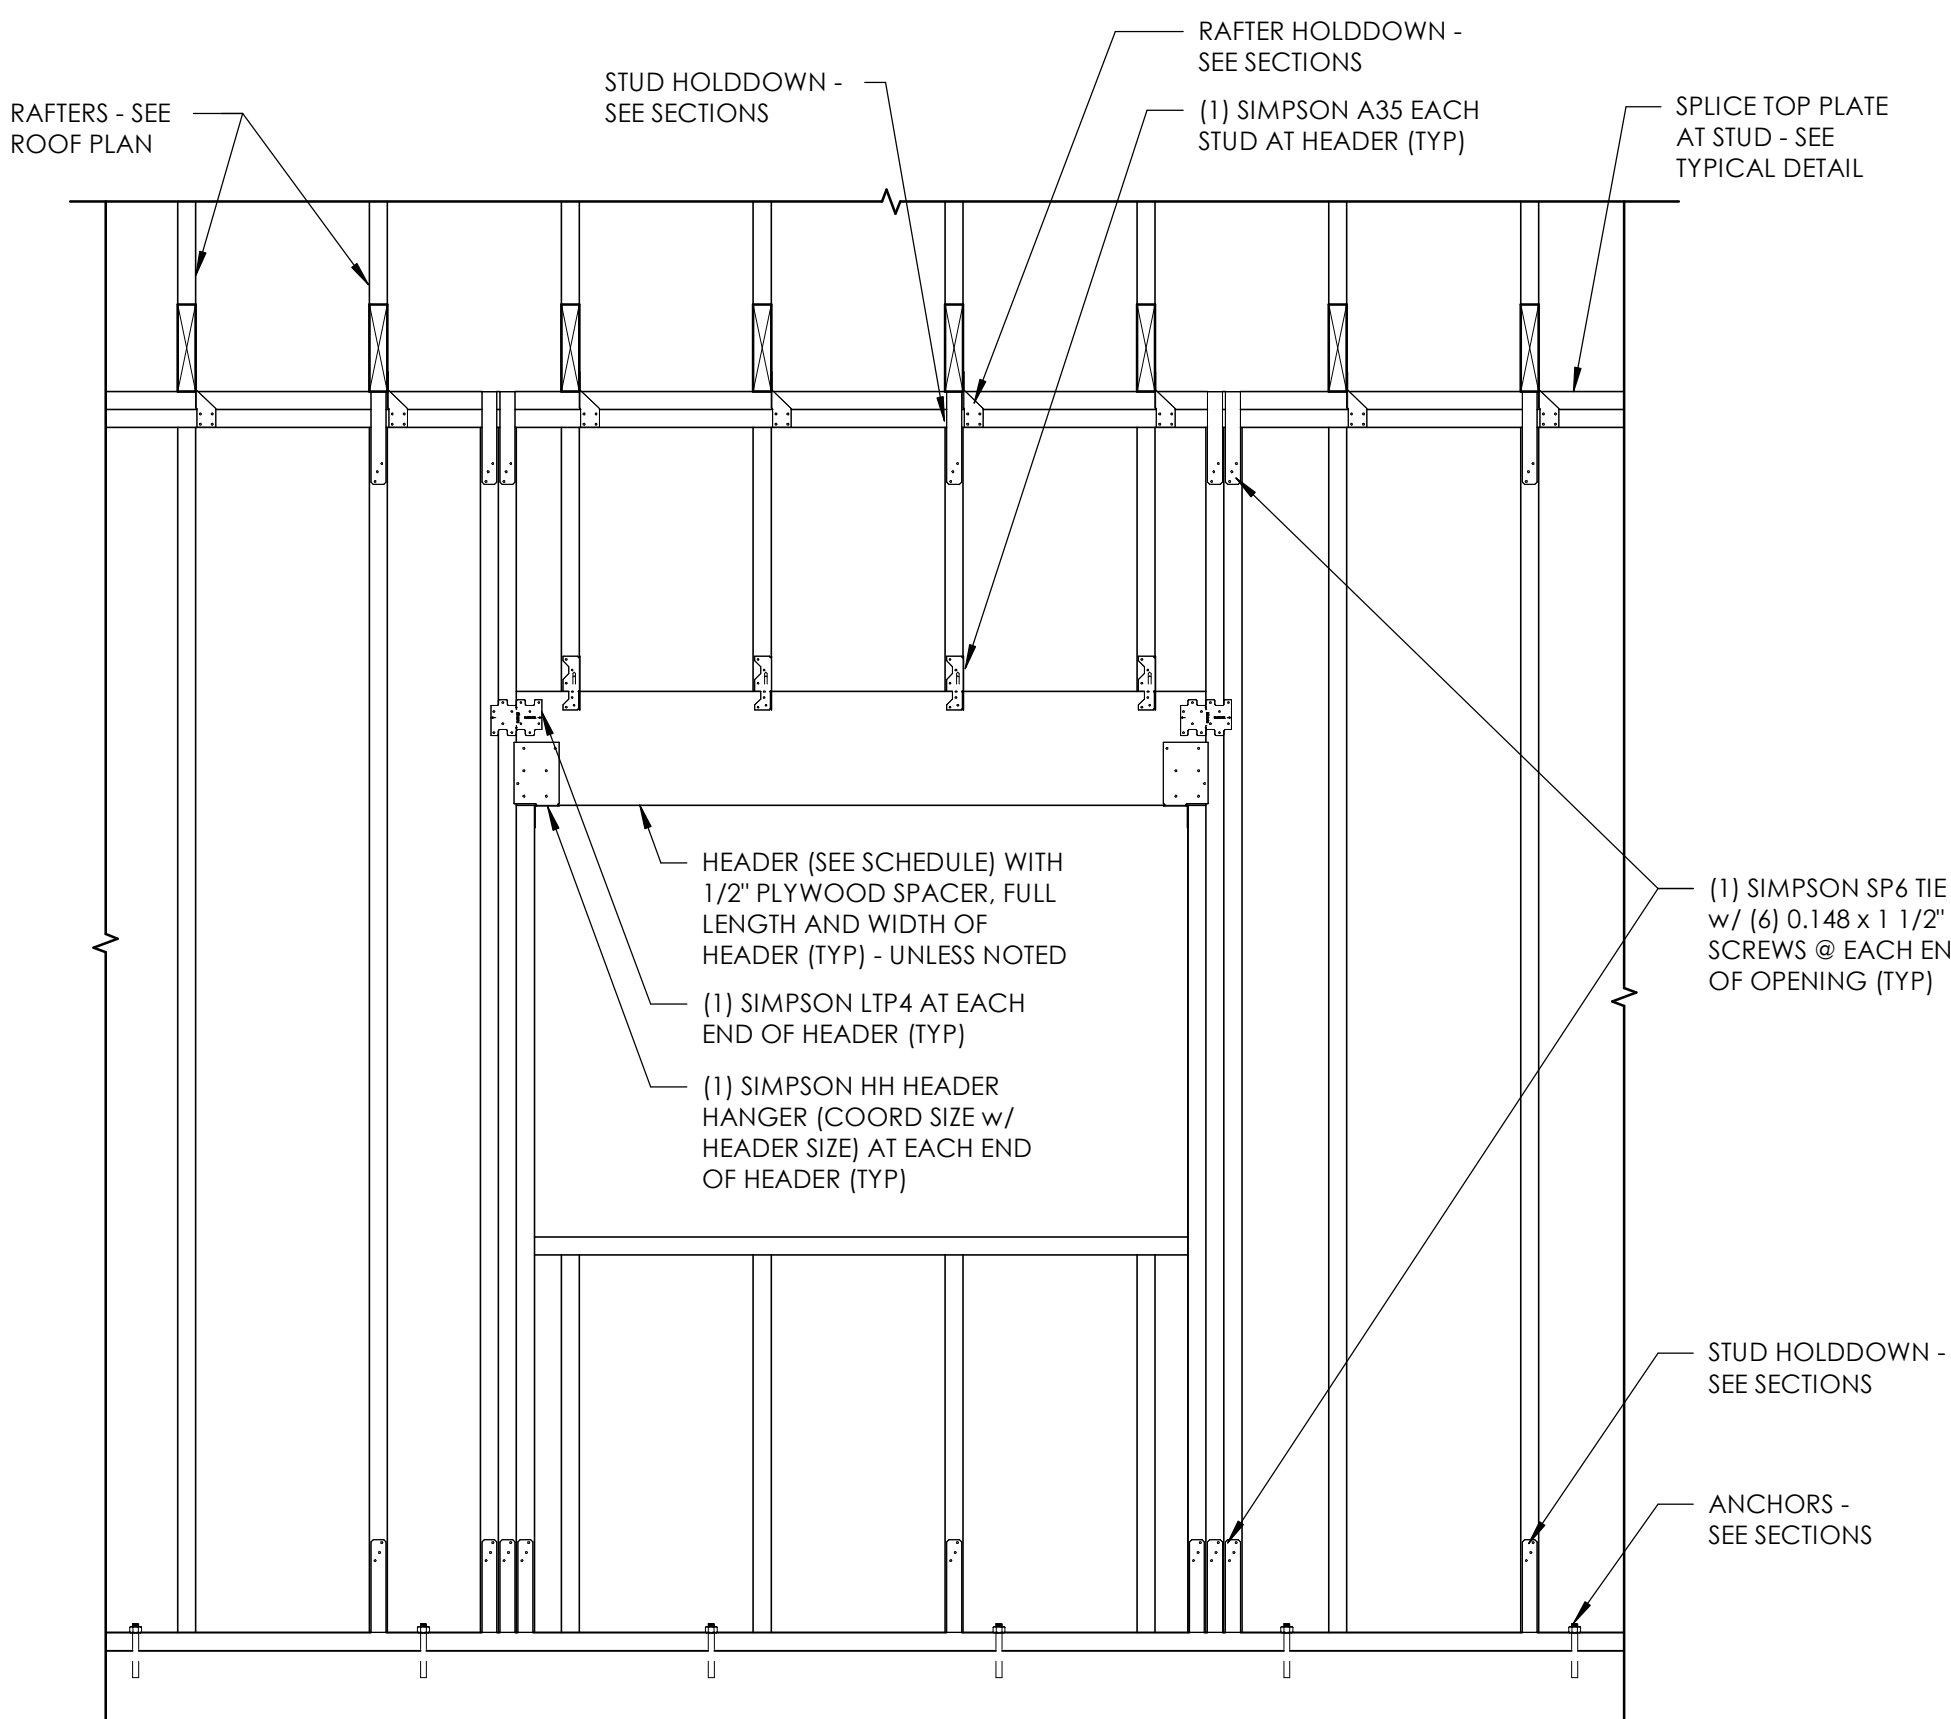 RAFTER HOLDDOWN -
SEE SECTIONS
STUD HOLDDOWN -
SEE SECTIONS
RAFTERS - SEE
ROOF PLAN
(1) SIMPSON A35 EACH
STUD AT HEADER (TYP)
SPLICE TOP PLATE
AT STUD - SEE
TYPICAL DETAIL
HEADER (SEE SCHEDULE) WITH
1/2" PLYWOOD SPACER, FULL
LENGTH AND WIDTH OF
HEADER (TYP) - UNLESS NOTED
(1) SIMPSON LTP4 AT EACH
END OF HEADER (TYP)
(1) SIMPSON HH HEADER
HANGER (COORD SIZE w/
HEADER SIZE) AT EACH END
OF HEADER (TYP)
(1) SIMPSON SP6 TIE
w/ (6) 0.148 x 1 1/2"
SCREWS @ EACH EN
OF OPENING (TYP)
STUD HOLDDOWN -
SEE SECTIONS
ANCHORS -
SEE SECTIONS